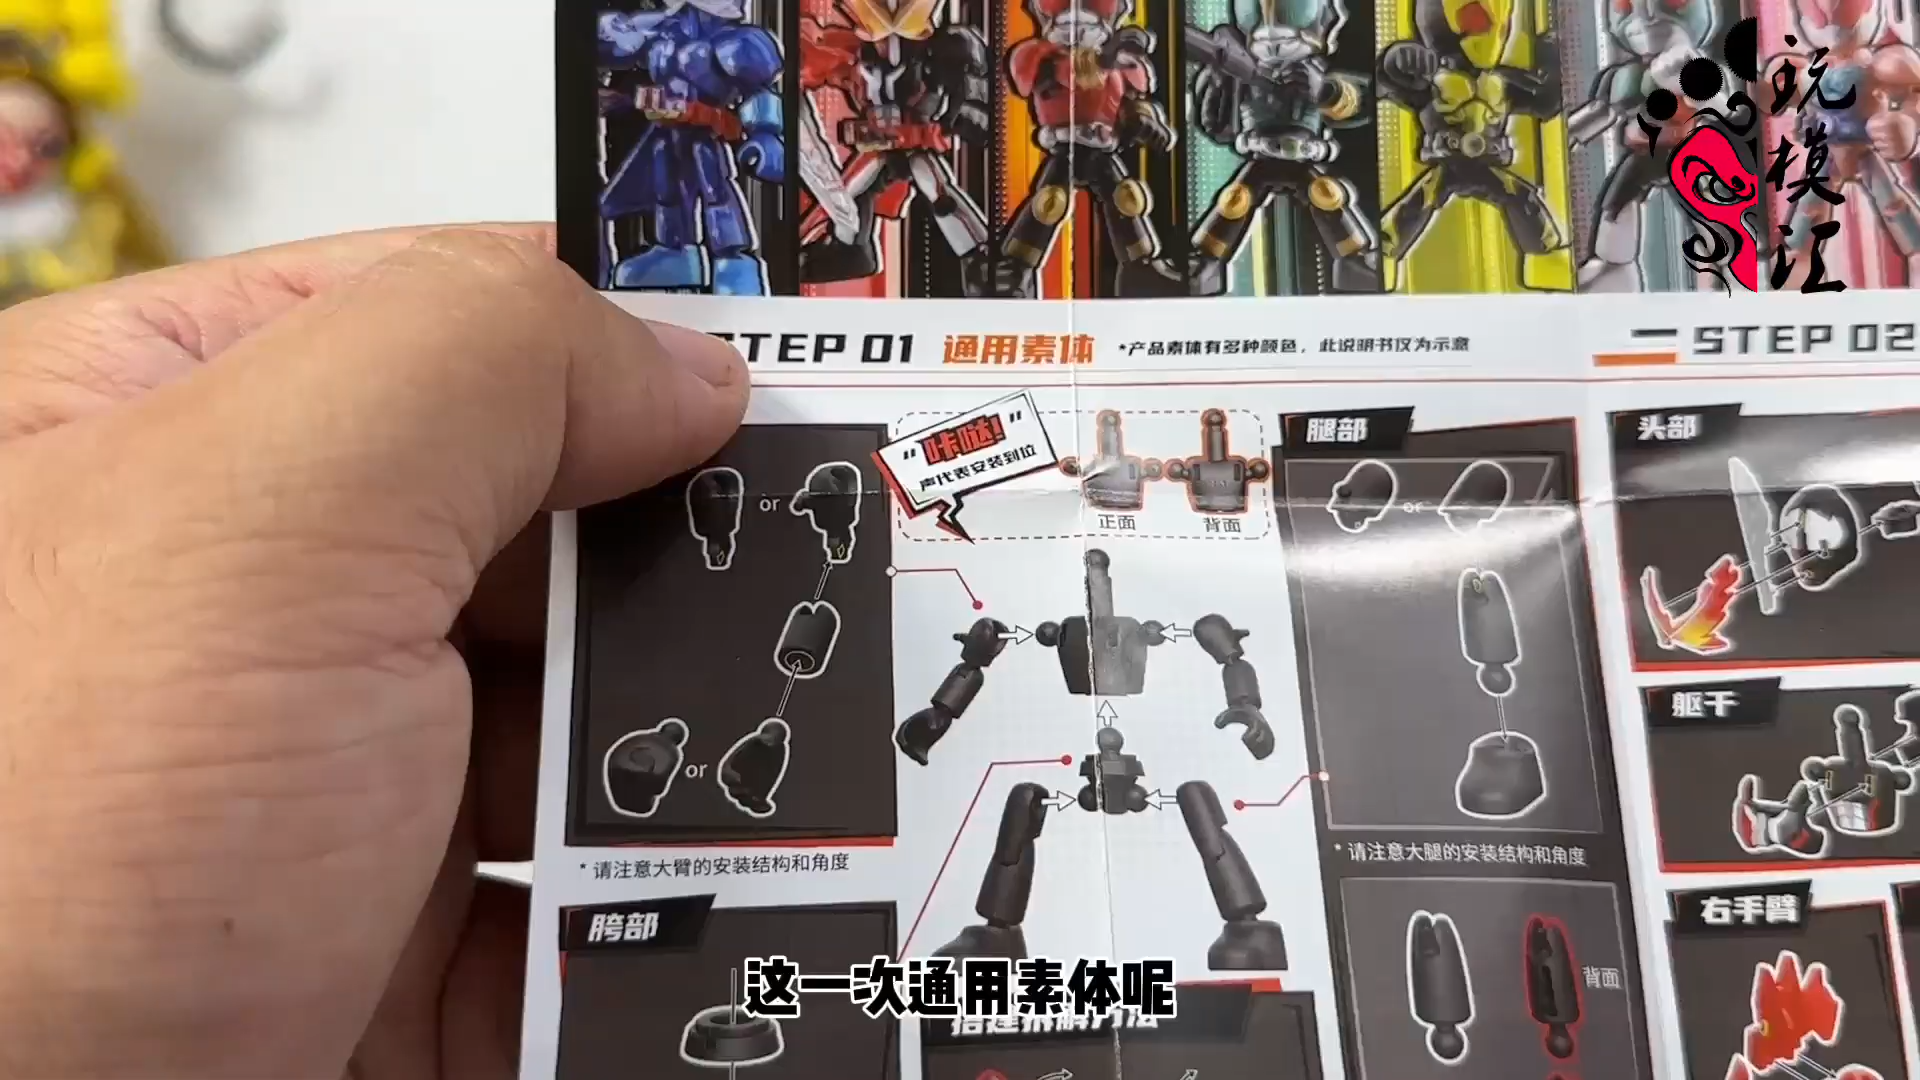 玩模汇
STEP 01 通用素体 *产品素体有多种颜色，此说明书仅为示意
STEP 02
"咔哒!"
声代表安装到位
正面
背面
or
or
* 请注意大臂的安装结构和角度
胯部
腿部
or
* 请注意大腿的安装结构和角度
背面
头部
躯干
右手臂
这一次通用素体呢